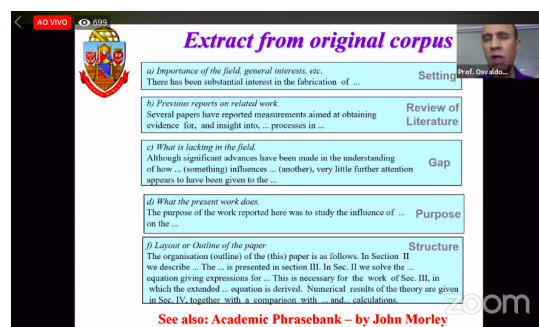 AO VIVO
699
Extract from original corpus
Prof. Osvaldo...
a) Importance of the field, general interests, etc.
There has been substantial interest in the fabrication of ...
Setting
b) Previous reports on related work.
Several papers have reported measurements aimed at obtaining
evidence for, and insight into, ... processes in ...
Review of
Literature
c) What is lacking in the field.
Although significant advances have been made in the understanding
of how ... (something) influences ... (another), very little further attention
appears to have been given to the ...
Gap
d) What the present work does.
The purpose of the work reported here was to study the influence of ...
on the ...
Purpose
f) Layout or Outline of the paper
Structure
The organisation (outline) of the (this) paper is as follows. In Section II
we describe ... The ... is presented in section III. In Sec. II we solve the ...
equation giving expressions for ... This is necessary for the work of Sec. III, in
which the extended ... equation is derived. Numerical results of the theory are given
in Sec. IV, together with a comparison with ... and... calculations.
zoom
See also: Academic Phrasebank – by John Morley